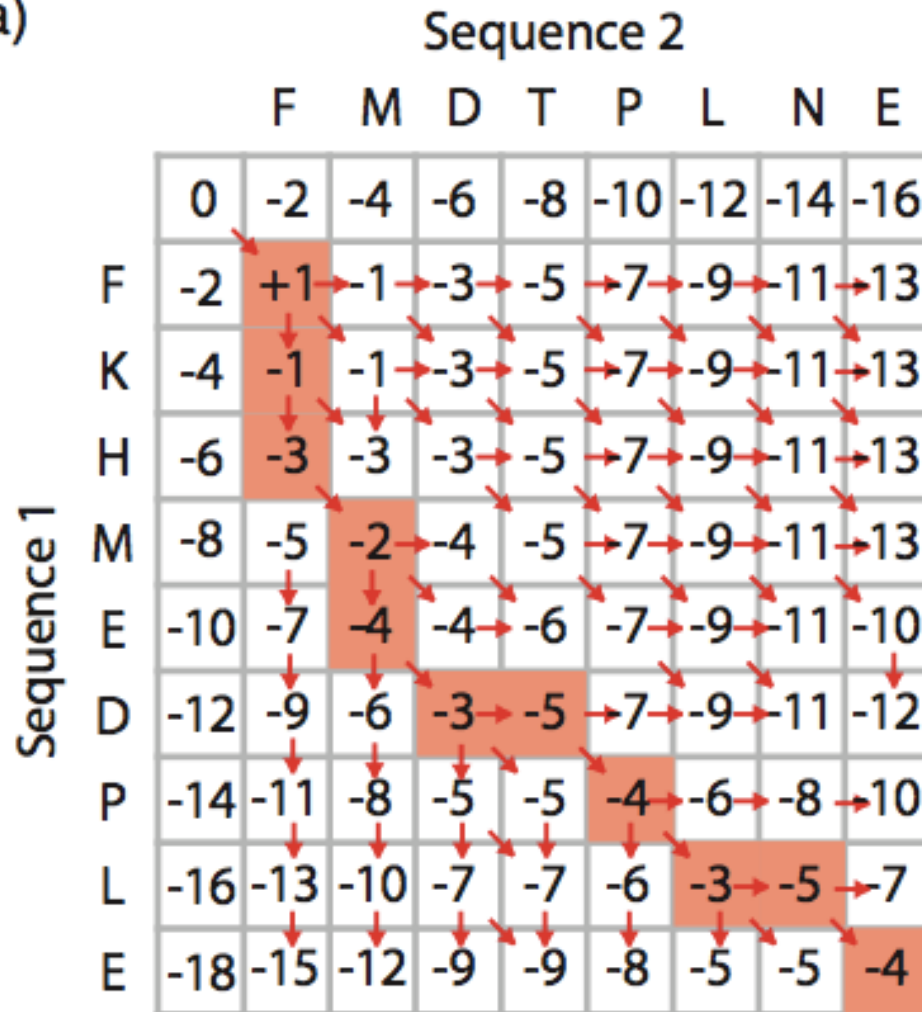 a)
Sequence 2
F M D T P L N E
0 -2 -4 -6 -8 -10 -12 -14 -16
F -2 +1 -1 -3 -5 -7 -9 -11 -13
K -4 -1 -1 -3 -5 -7 -9 -11 -13
H -6 -3 -3 -3 -5 -7 -9 -11 -13
M -8 -5 -2 -4 -5 -7 -9 -11 -13
E -10 -7 -4 -4 -6 -7 -9 -11 -10
D -12 -9 -6 -3 -5 -7 -9 -11 -12
P -14 -11 -8 -5 -5 -4 -6 -8 -10
L -16 -13 -10 -7 -7 -6 -3 -5 -7
E -18 -15 -12 -9 -9 -8 -5 -5 -4
Sequence 1